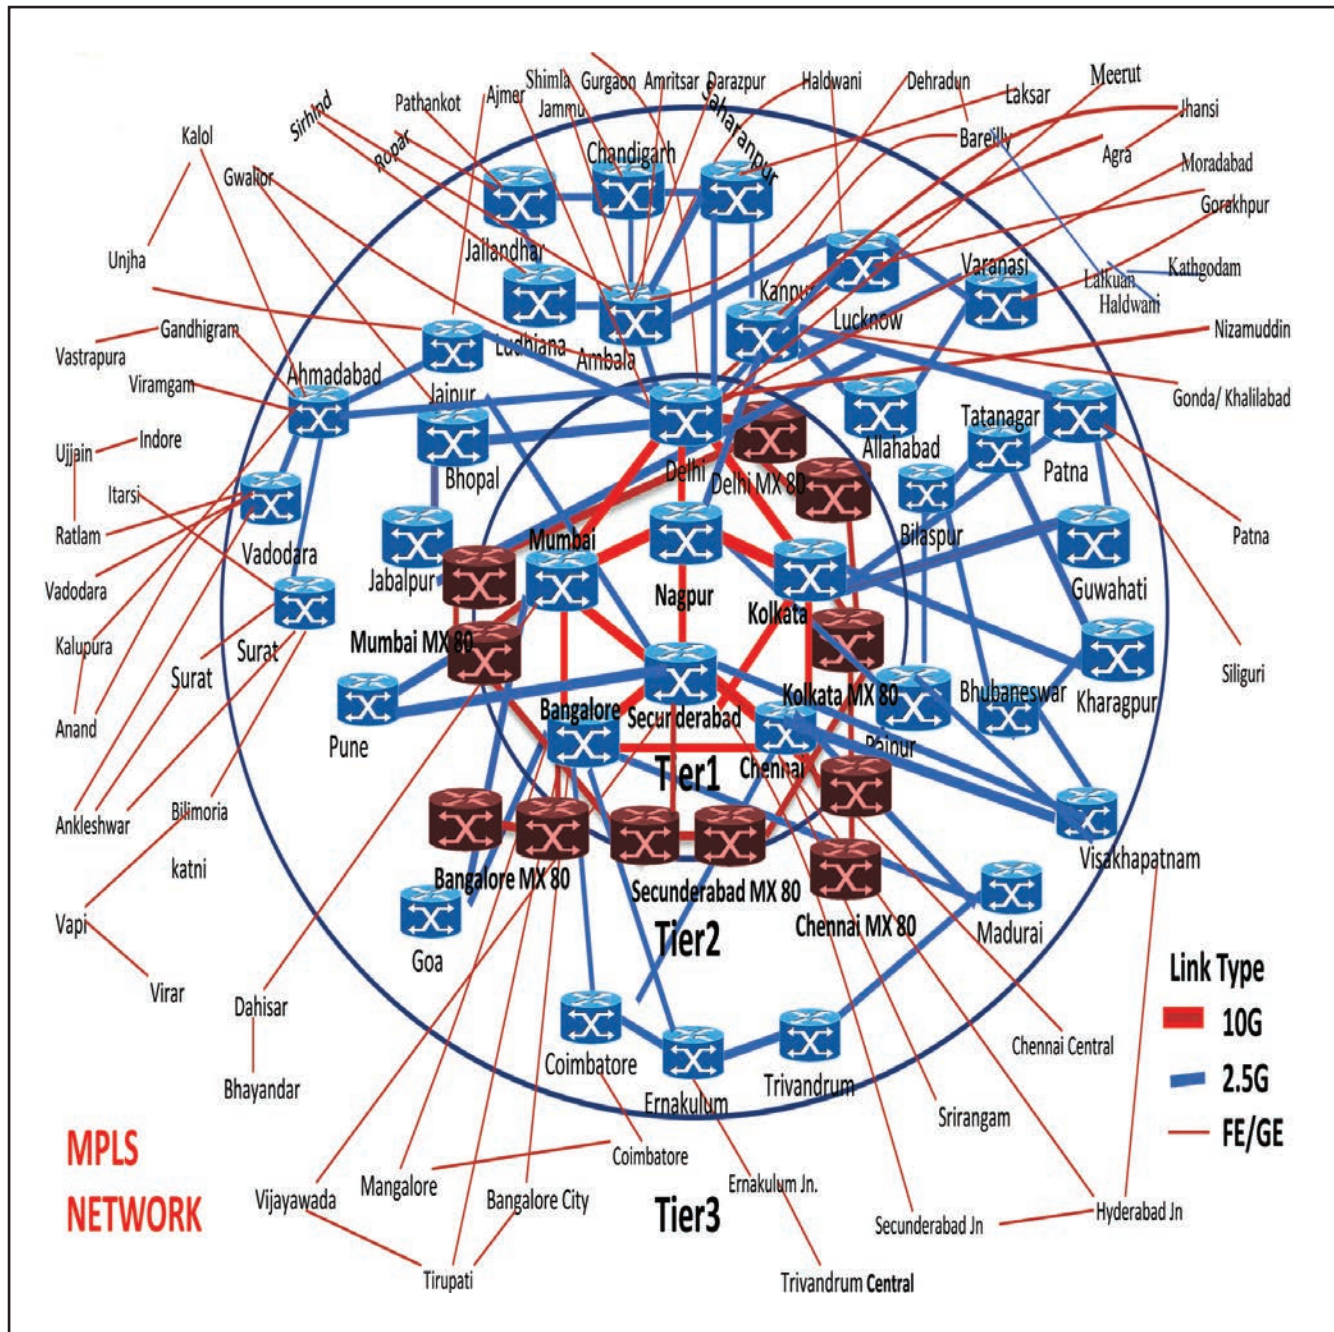 Shimla
Gurgaon
Amritsar
Darazpur
Haldwani
Dehradun
Meerut
Pathankot
Ajmer
Jammu
Laksar
Sirhind
Ropar
Saharanpur
Bareilly
Jhansi
Kalol
Chandigarh
Agra
Moradabad
Gwalior
Gorakhpur
Unjha
Jallandhar
Varanasi
Kathgodam
Lalkuan
Haldwani
Kanpur
Lucknow
Nizamuddin
Gandhigram
Vastrapura
Ludhiana
Ambala
Ahmadabad
Viramgam
Jaipur
Gonda/ Khalilabad
Tatanagar
Indore
Ujjain
Allahabad
Patna
Bhopal
Delhi
Delhi MX 80
Itarsi
Bilaspur
Ratlam
Vadodara
Mumbai
Patna
Jabalpur
Nagpur
Kolkata
Guwahati
Vadodara
Mumbai MX 80
Kalupura
Surat
Surat
Siliguri
Kolkata MX 80
Bhubaneswar
Kharagpur
Bangalore
Secunderabad
Anand
Pune
Raipur
Chennai
Tier1
Bilimoria
Ankleshwar
Visakhapatnam
katni
Bangalore MX 80
Secunderabad MX 80
Chennai MX 80
Vapi
Goa
Tier2
Madurai
Link Type
Virar
Dahisar
10G
Chennai Central
Coimbatore
Trivandrum
2.5G
Bhayandar
Ernakulum
Srirangam
FE/GE
MPLS
NETWORK
Coimbatore
Mangalore
Bangalore City
Ernakulum Jn.
Vijayawada
Tier3
Secunderabad Jn
Hyderabad Jn
Tirupati
Trivandrum Central